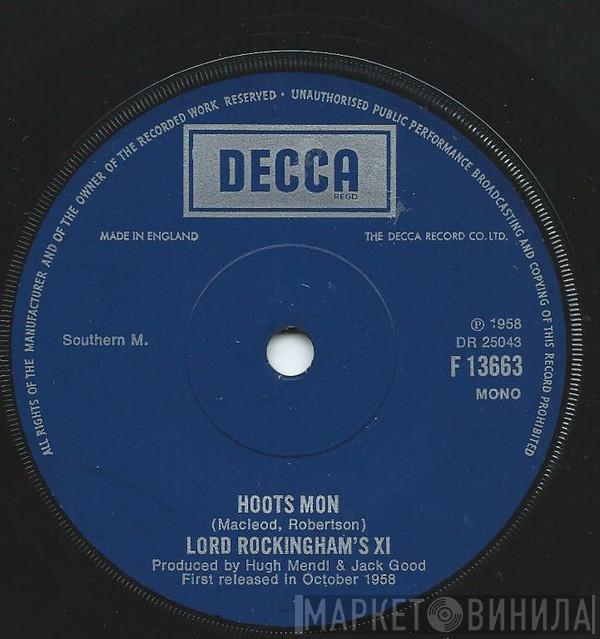 ALL RIGHTS OF THE MANUFACTURER AND OF THE OWNER OF THE RECORDED WORK RESERVED · UNAUTHORISED PUBLIC PERFORMANCE BROADCASTING AND COPYING OF THIS RECORD PROHIBITED
DECCA
REGD
MADE IN ENGLAND
THE DECCA RECORD CO. LTD.
Southern M.
℗ 1958
DR 25043
F 13663
MONO
HOOTS MON
(Macleod, Robertson)
LORD ROCKINGHAM'S XI
Produced by Hugh Mendl & Jack Good
First released in October 1958
МАРКЕТ ВИНИЛА